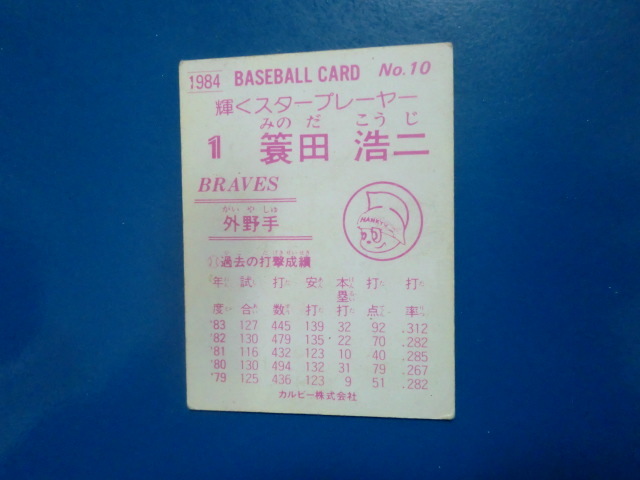 1984 BASEBALL CARD No.10
輝くスタープレーヤー
みのだ こうじ
1 簑田 浩二
BRAVES
がいやしゅ
外野手
HANKYU
過去の打撃成績
年度 試合 打数 安打 本塁打 打点 打率
'83 127 445 139 32 92 .312
'82 130 479 135 22 70 .282
'81 116 432 123 10 40 .285
'80 130 494 132 31 79 .267
'79 125 436 123 9 51 .282
カルビー株式会社